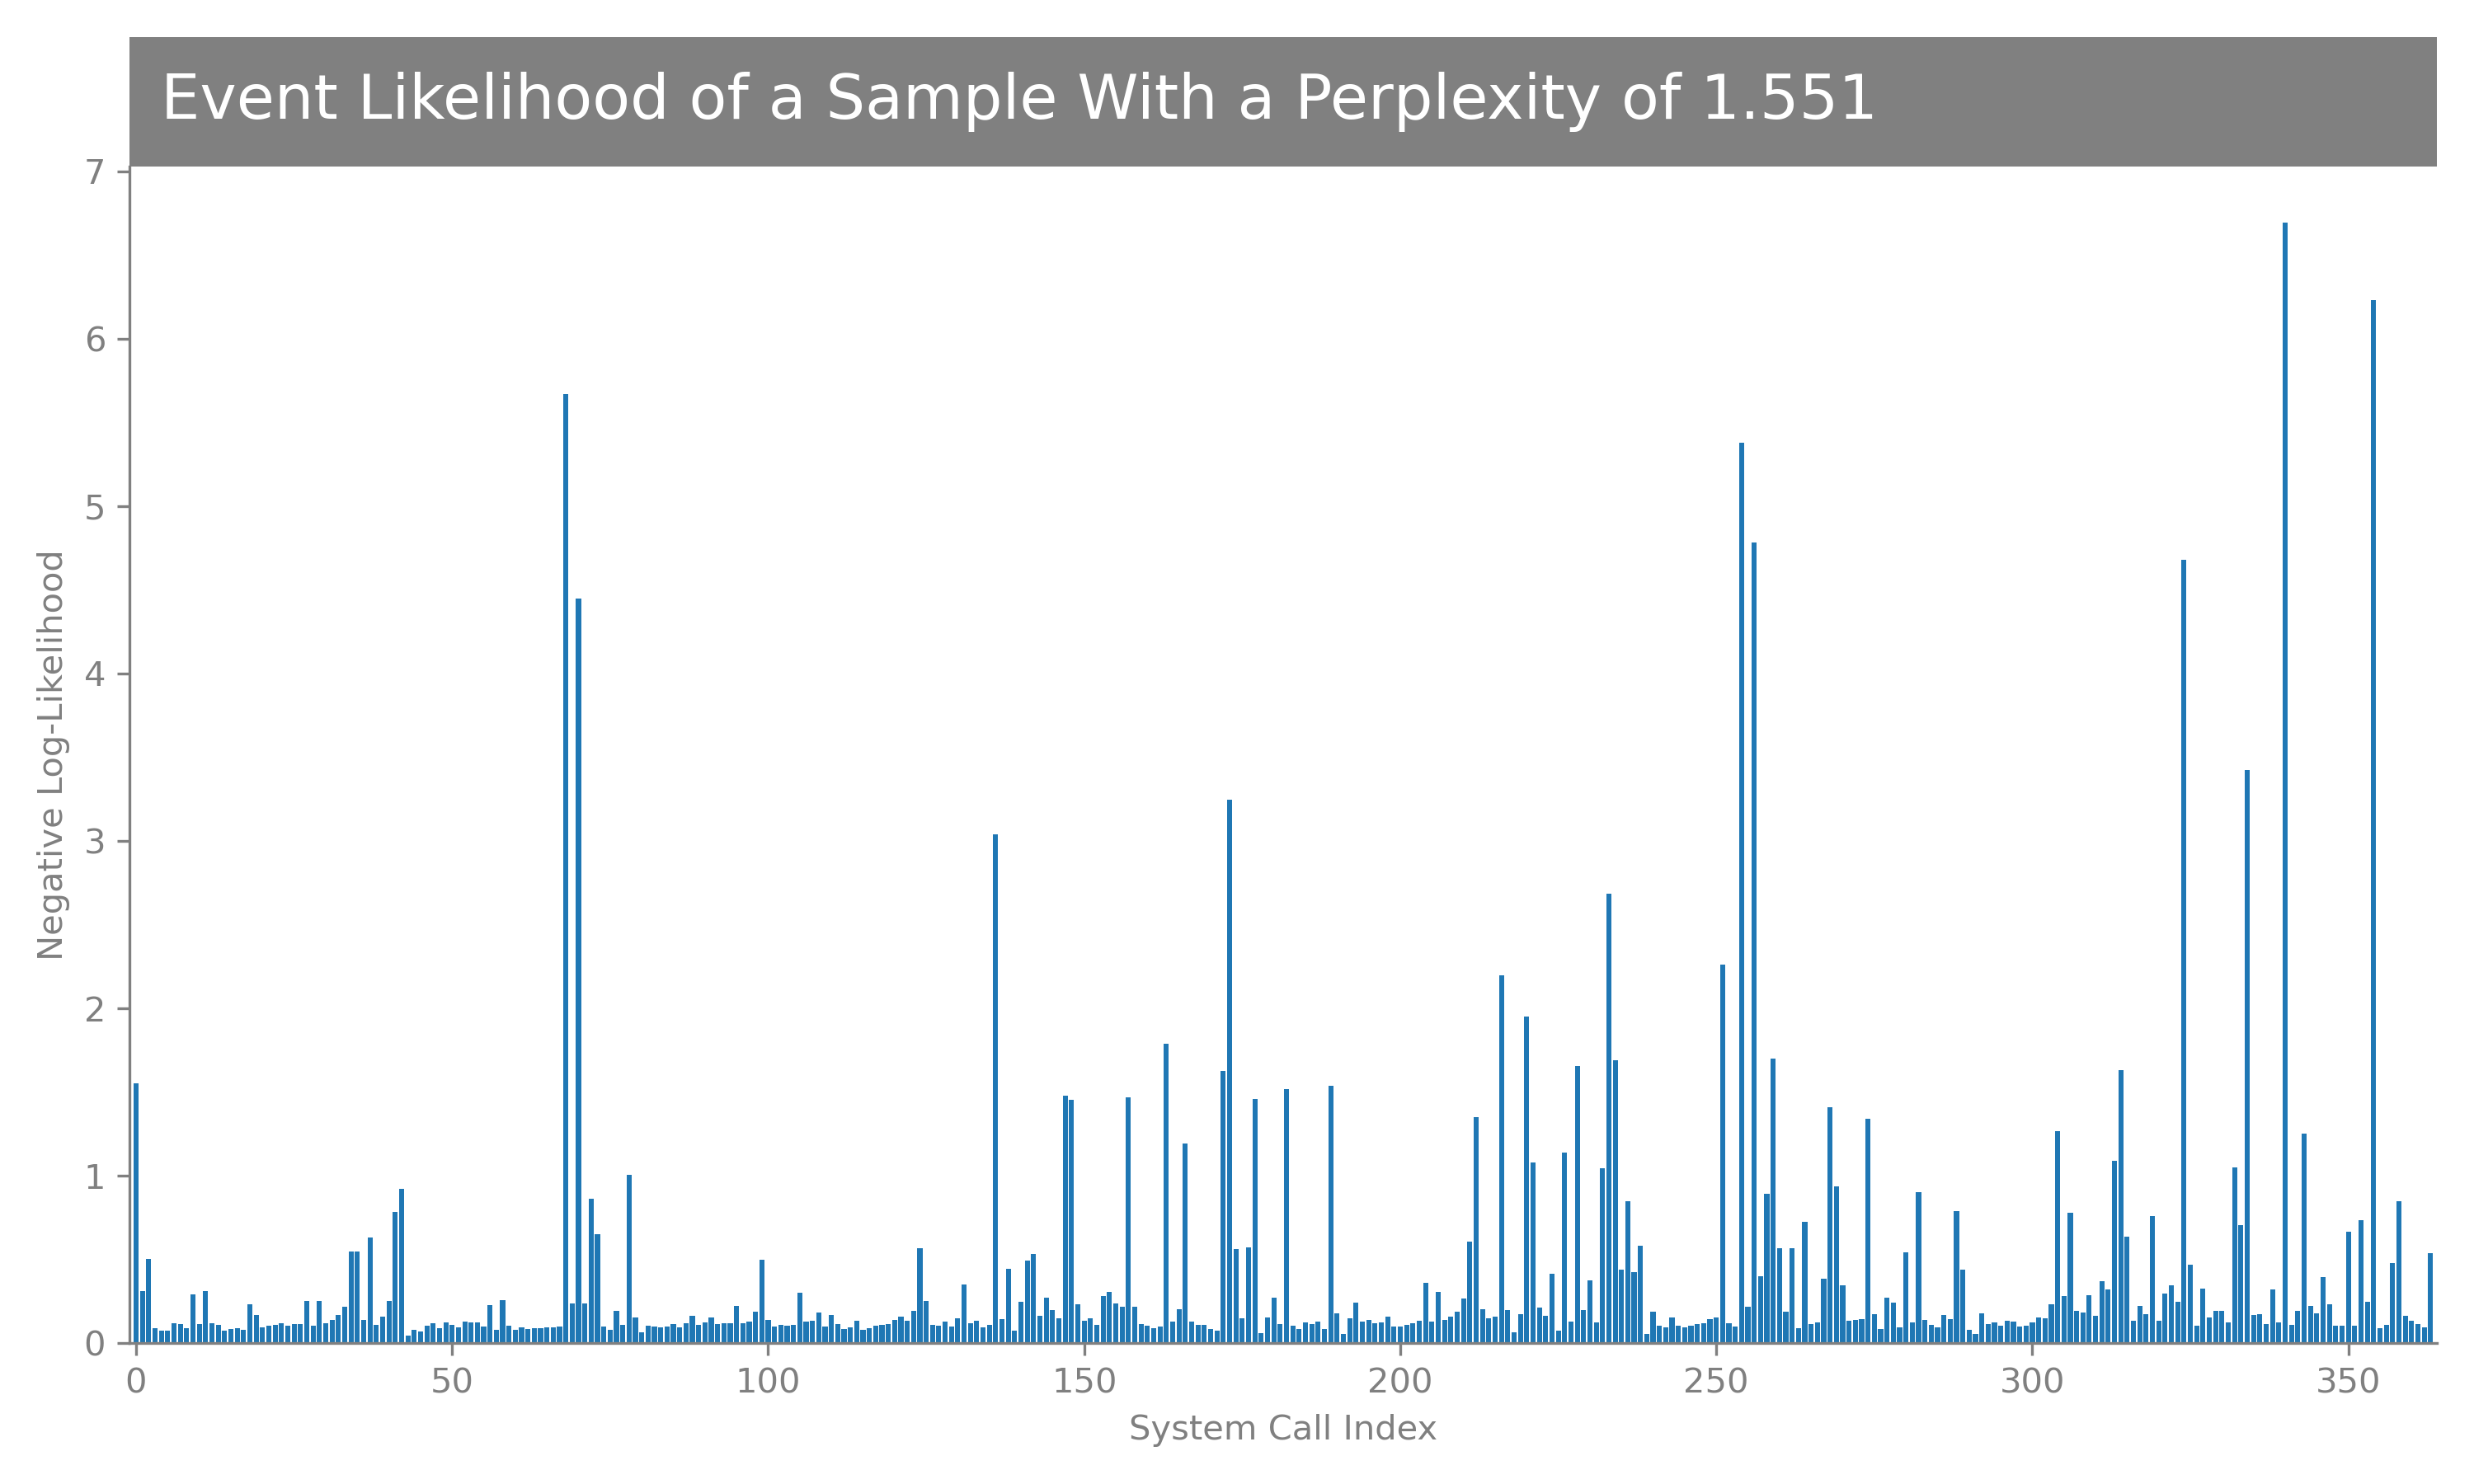 Event Likelihood of a Sample With a Perplexity of 1.551
7
6
5
4
3
2
1
0
Negative Log-Likelihood
0 50 100 150 200 250 300 350
System Call Index